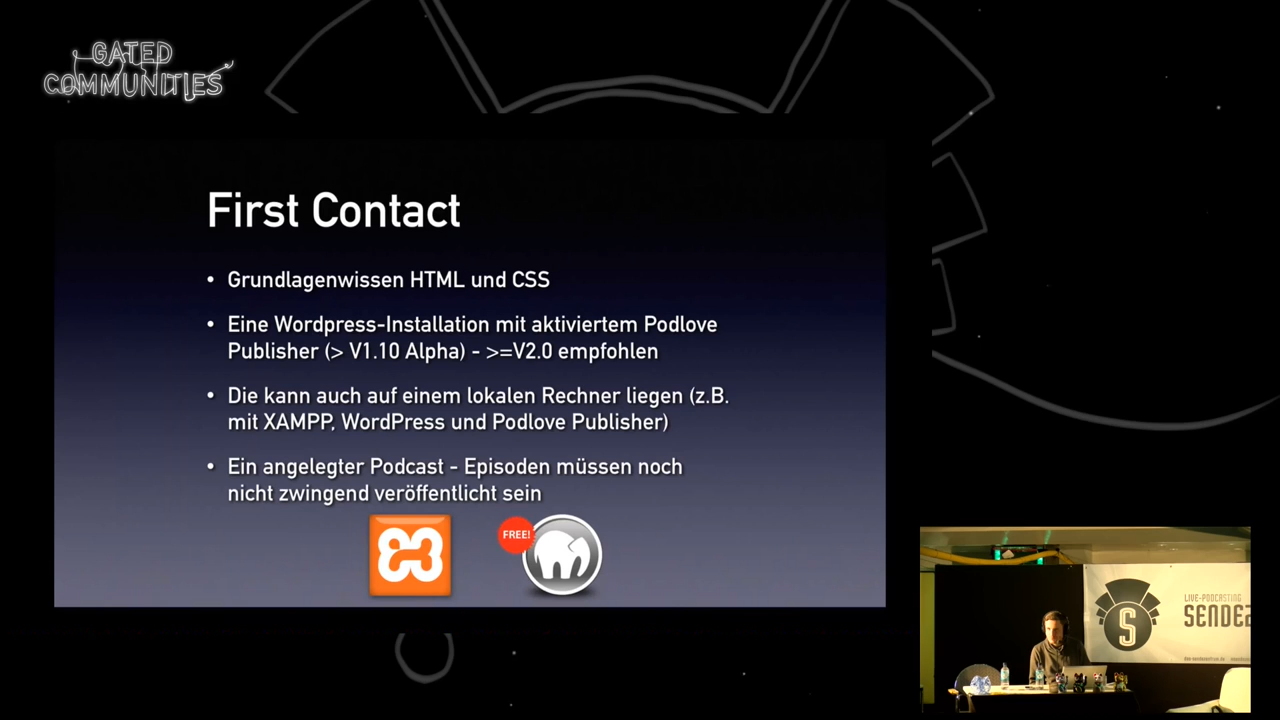 GATED
COMMUNITIES
First Contact
• Grundlagenwissen HTML und CSS
• Eine Wordpress-Installation mit aktiviertem Podlove
Publisher (> V1.10 Alpha) - >=V2.0 empfohlen
• Die kann auch auf einem lokalen Rechner liegen (z.B.
mit XAMPP, WordPress und Podlove Publisher)
• Ein angelegter Podcast - Episoden müssen noch
nicht zwingend veröffentlicht sein
FREE!
LIVE-PODCASTING
SENDEZ
S